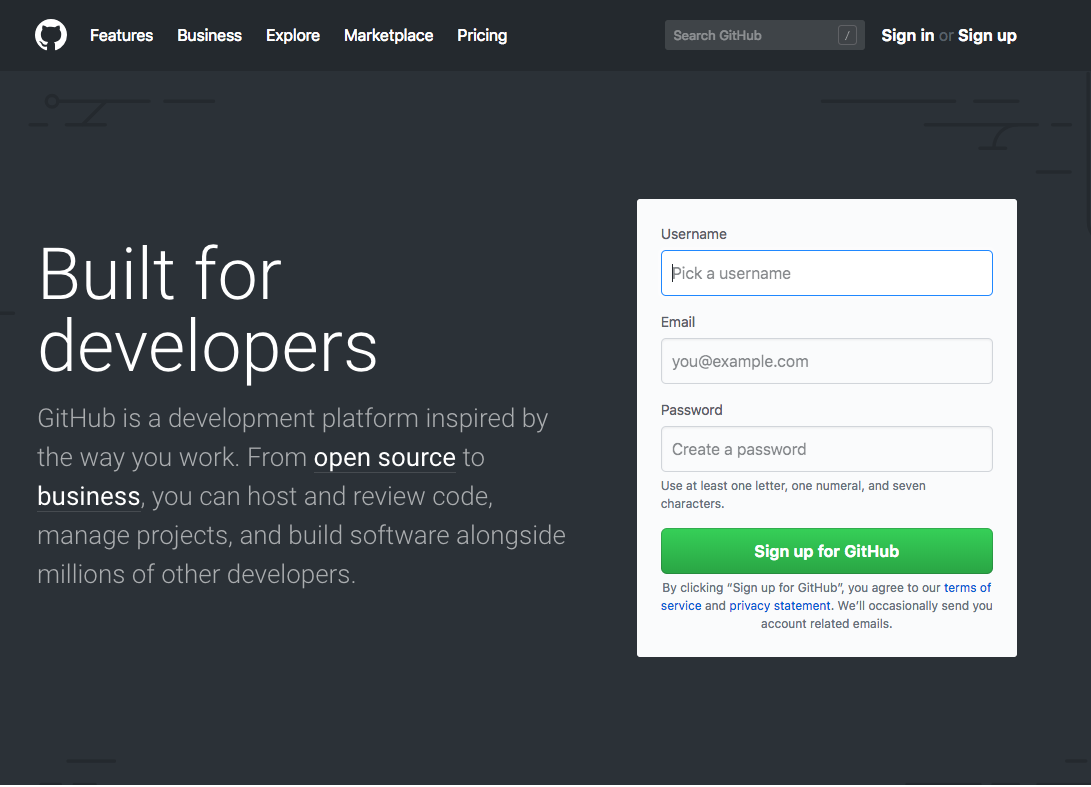 Features Business Explore Marketplace Pricing Search GitHub / Sign in or Sign up
Built for
developers
GitHub is a development platform inspired by
the way you work. From open source to
business, you can host and review code,
manage projects, and build software alongside
millions of other developers.
Username
Pick a username
Email
you@example.com
Password
Create a password
Use at least one letter, one numeral, and seven
characters.
Sign up for GitHub
By clicking “Sign up for GitHub”, you agree to our terms of
service and privacy statement. We’ll occasionally send you
account related emails.